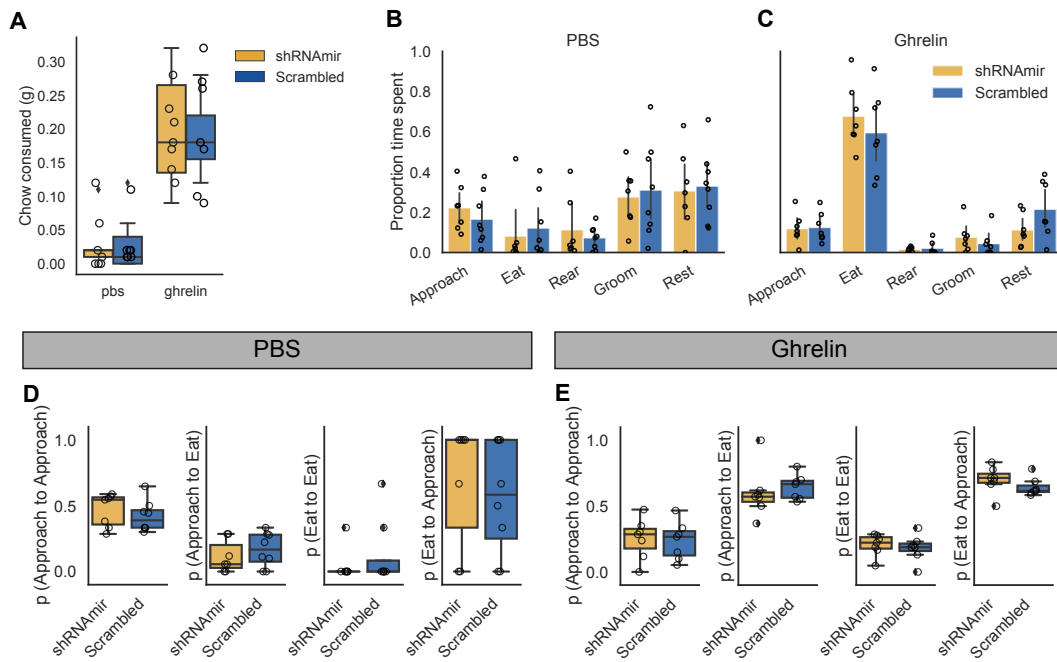 A
Chow consumed (g)
0.30
0.25
0.20
0.15
0.10
0.05
0.00
pbs
ghrelin
shRNAmir
Scrambled
B
PBS
Proportion time spent
1.0
0.8
0.6
0.4
0.2
0.0
Approach
Eat
Rear
Groom
Rest
C
Ghrelin
shRNAmir
Scrambled
Approach
Eat
Rear
Groom
Rest
PBS
Ghrelin
D
p (Approach to Approach)
1.0
0.5
0.0
shRNAmir
Scrambled
p (Approach to Eat)
shRNAmir
Scrambled
p (Eat to Eat)
shRNAmir
Scrambled
p (Eat to Approach)
shRNAmir
Scrambled
E
p (Approach to Approach)
1.0
0.5
0.0
shRNAmir
Scrambled
p (Approach to Eat)
shRNAmir
Scrambled
p (Eat to Eat)
shRNAmir
Scrambled
p (Eat to Approach)
shRNAmir
Scrambled